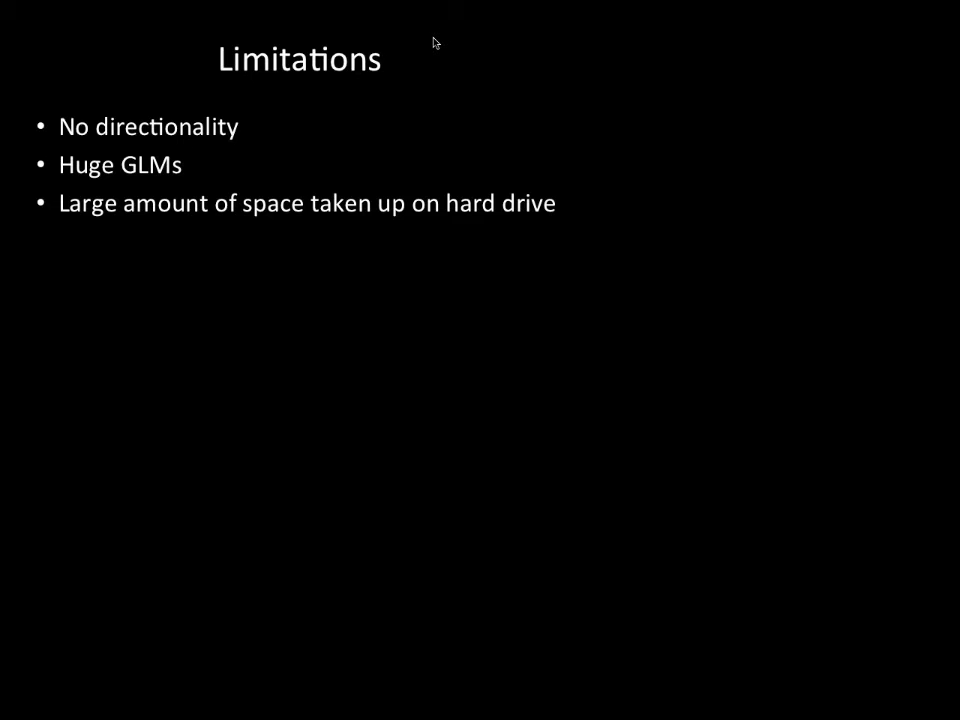 Limitations
• No directionality
• Huge GLMs
• Large amount of space taken up on hard drive